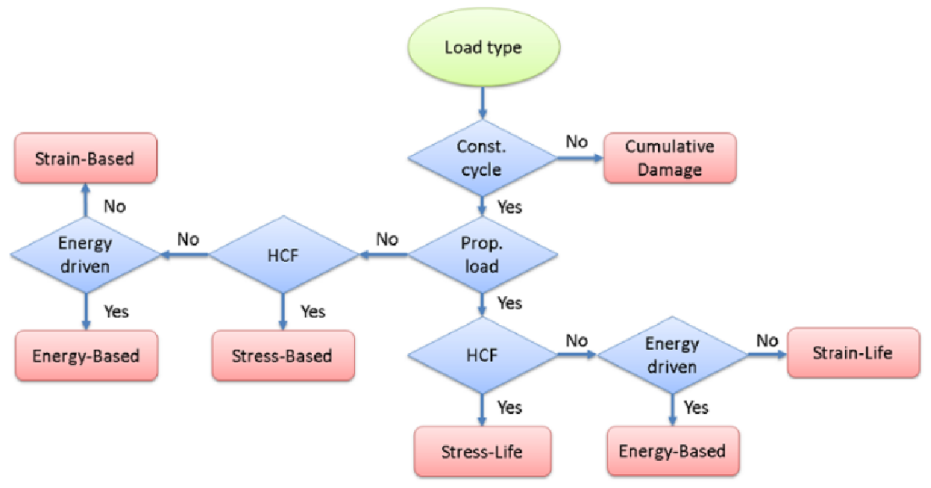 Load type
Const.
cycle
No
Cumulative
Damage
Yes
Strain-Based
No
Energy
driven
No
HCF
No
Prop.
load
Yes
Yes
Yes
Energy-Based
Stress-Based
HCF
No
Energy
driven
No
Strain-Life
Yes
Yes
Stress-Life
Energy-Based